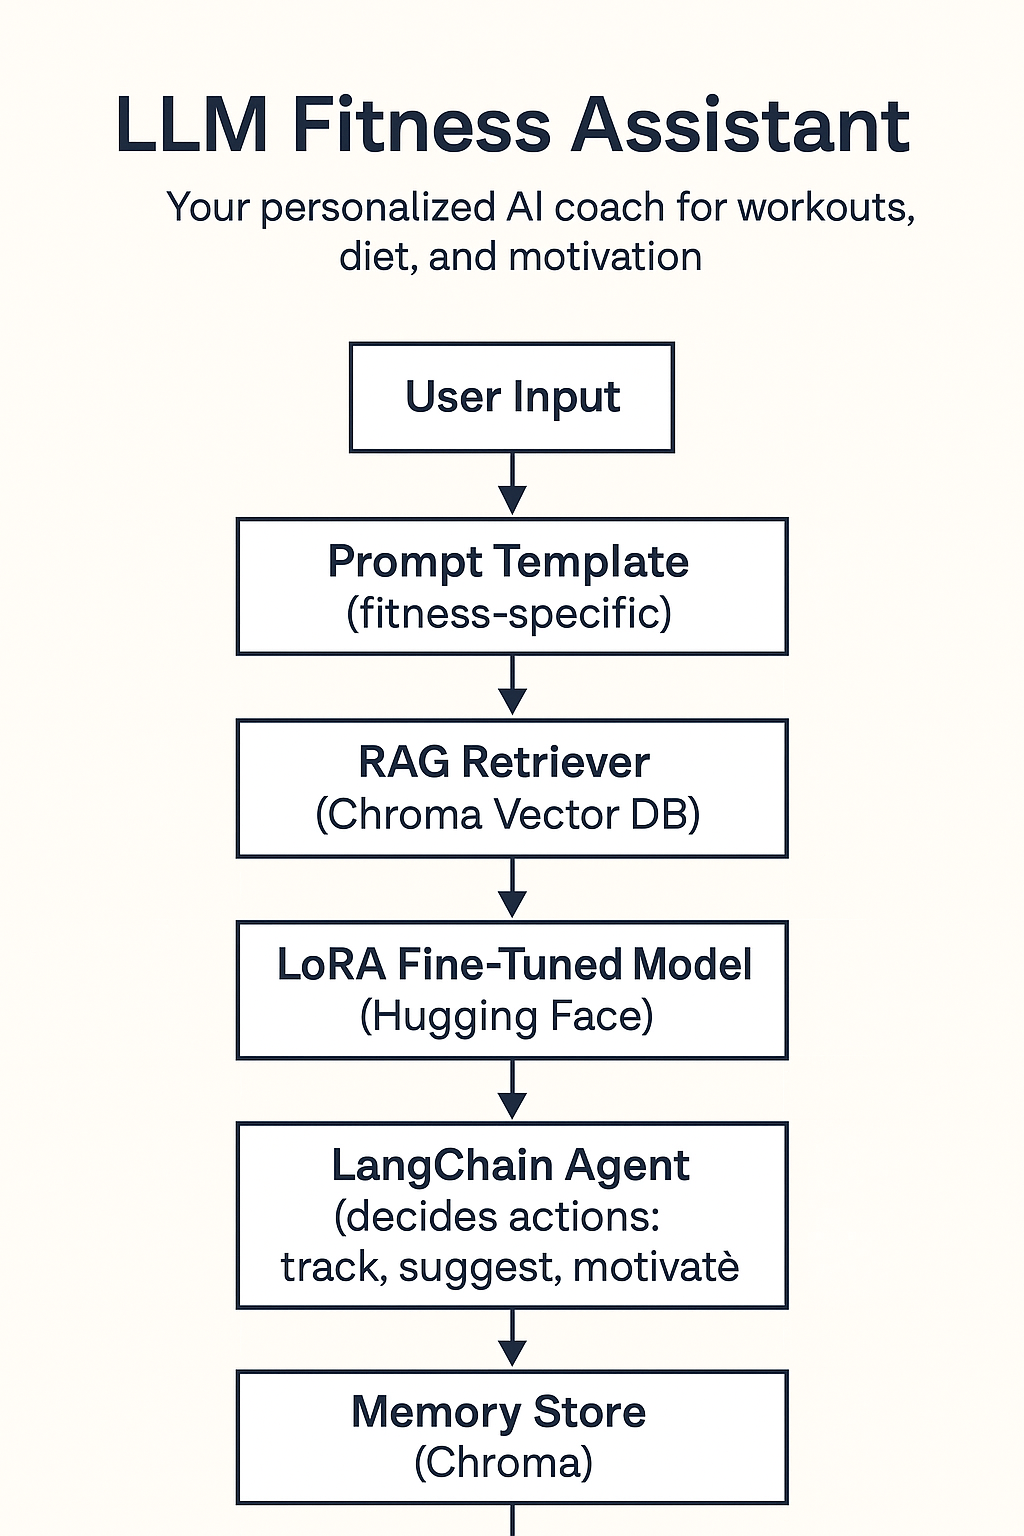 LLM Fitness Assistant
Your personalized AI coach for workouts,
diet, and motivation
User Input
Prompt Template
(fitness-specific)
RAG Retriever
(Chroma Vector DB)
LoRA Fine-Tuned Model
(Hugging Face)
LangChain Agent
(decides actions:
track, suggest, motivatè
Memory Store
(Chroma)